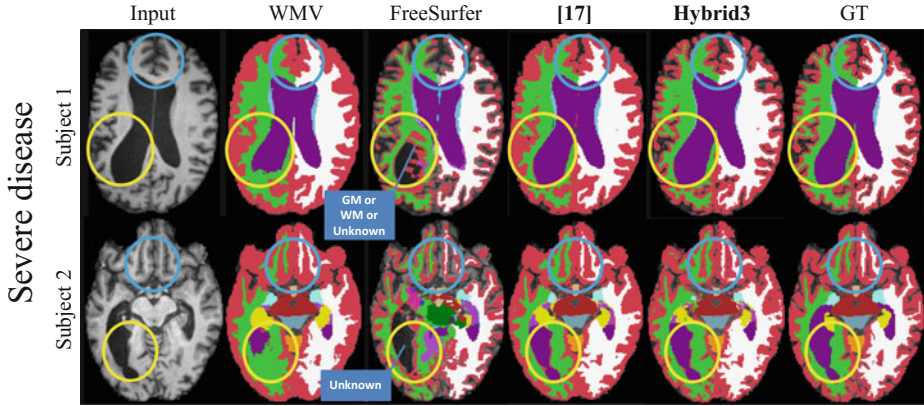 Input WMV FreeSurfer [17] Hybrid3 GT
Severe disease
Subject 1
GM or
WM or
Unknown
Subject 2
Unknown